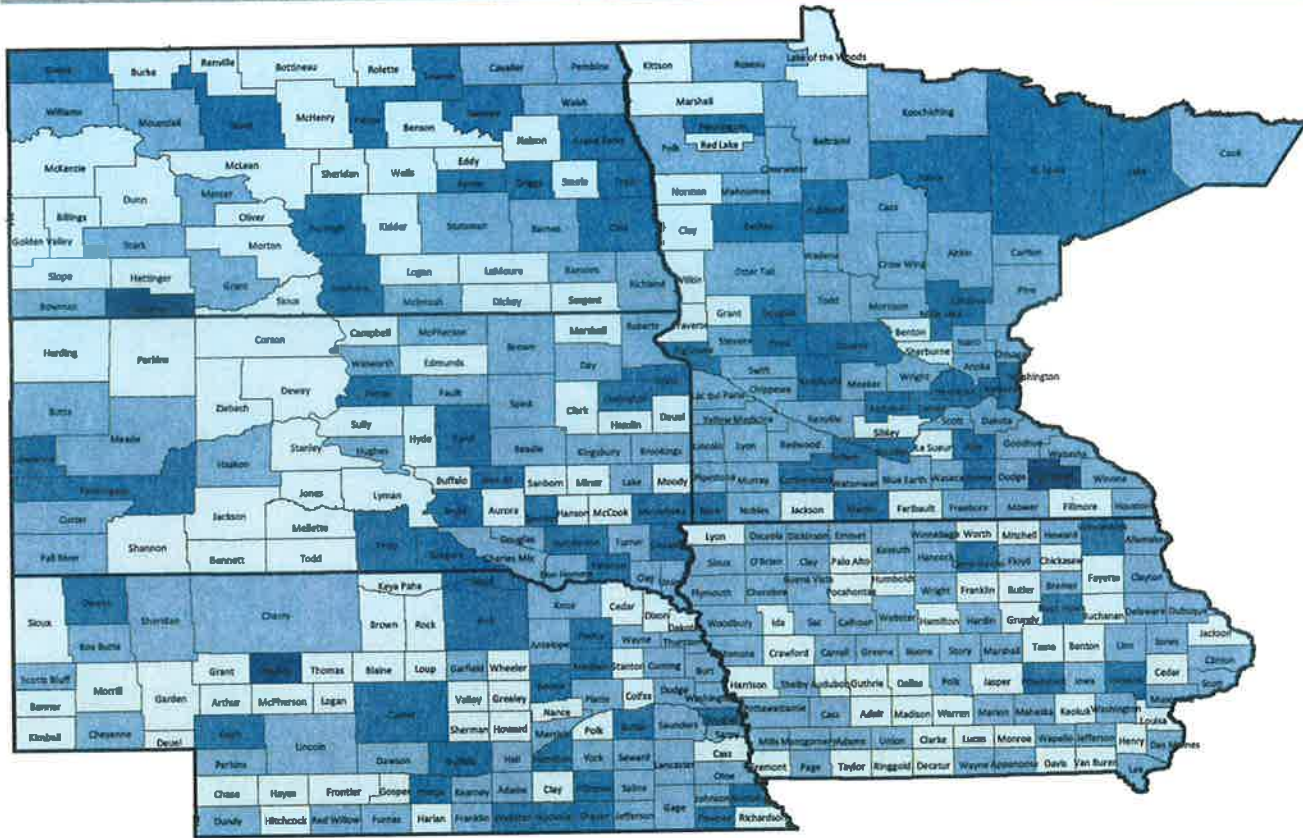 Burke Renville Bottineau Rolette Cavalier Pembina Kittson Roseau Lake of the Woods
Williams Mountrail Ward McHenry Pierce Benson Ramsey Walsh Marshall Koochiching
Nelson Grand Forks Pennington Polk Red Lake Beltrami Cook
McKenzie McLean Sheridan Wells Eddy Foster Griggs Steele Traill Clearwater Itasca St. Louis Lake
Dunn Mercer Oliver Norman Mahnomen Cass
Billings Golden Valley Stark Morton Burleigh Kidder Stutsman Barnes Cass Clay Becker Hubbard
Slope Hettinger Grant Sioux Logan LaMoure Ransom Richland Wilkin Otter Tail Wadena Crow Wing Aitkin Carlton
Bowman McIntosh Dickey Sargent Todd Morrison Pine
Harding Perkins Corson Campbell McPherson Brown Marshall Roberts Traverse Grant Douglas Benton
Walworth Edmunds Day Stevens Pope Stearns Sherburne Isanti
Butte Ziebach Dewey Potter Faulk Spink Clark Grant Codington Swift Kandiyohi Meeker Wright Anoka Washington
Meade Sully Hyde Hand Hamlin Deuel Lac qui Parle Chippewa
Haakon Stanley Hughes Beadle Kingsbury Brookings Yellow Medicine Renville Sibley Scott Dakota
Lincoln Lyon Redwood Le Sueur Goodhue Wabasha
Pennington Jones Lyman Buffalo Sanborn Miner Lake Moody Pipestone Murray Cottonwood Watonwan Blue Earth Waseca Dodge Winona
Custer Jackson Mellette Aurora Hanson McCook Rock Nobles Jackson Martin Faribault Freeborn Mower Fillmore Houston
Fall River Shannon Bennett Todd Tripp Gregory Douglas Charles Mix Turner Clay
Lyon Osceola Dickinson Emmet Winnebago Worth Mitchell Howard Allamakee
Sioux O'Brien Clay Palo Alto Kossuth Hancock Floyd Chickasaw Fayette Clayton
Sioux Dawes Sheridan Cherry Keya Paha Brown Rock Holt Knox Cedar Dixon Dakota
Plymouth Cherokee Buena Vista Pocahontas Humboldt Wright Franklin Butler Bremer
Box Butte Antelope Pierce Wayne Thurston Woodbury Ida Sac Calhoun Webster Hamilton Hardin Grundy Buchanan Delaware Dubuque
Scotts Bluff Grant Thomas Blaine Loup Garfield Wheeler Stanton Cuming Burt Crawford Carroll Greene Boone Story Marshall Tama Benton Linn Jones Jackson
Banner Morrill Garden Arthur McPherson Logan Valley Greeley Platte Colfax Dodge Washington Harrison Shelby Audubon Guthrie Dallas Polk Jasper Iowa Cedar Clinton Scott
Kimball Cheyenne Deuel Keith Lincoln Custer Sherman Howard Nance Polk Butler Saunders Cass Adair Madison Warren Marion Mahaska Keokuk Washington Louisa
Perkins Dawson Buffalo Hall York Seward Lancaster Cass Otoe Mills Montgomery Adams Union Clarke Lucas Monroe Wapello Jefferson Henry Des Moines
Chase Hayes Frontier Gosper Kearney Adams Clay Saline Gage Page Taylor Ringgold Decatur Wayne Appanoose Davis Van Buren Lee
Dundy Hitchcock Red Willow Furnas Harlan Franklin Webster Jefferson Richardson